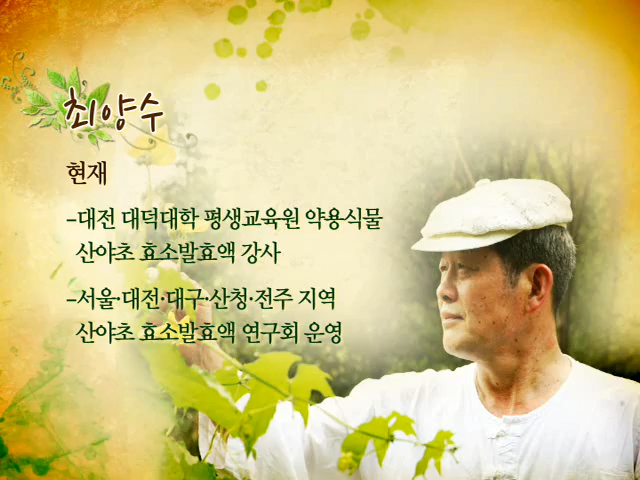 최양수
현재
-대전 대덕대학 평생교육원 약용식물
산야초 효소발효액 강사
-서울·대전·대구·산청·전주 지역
산야초 효소발효액 연구회 운영